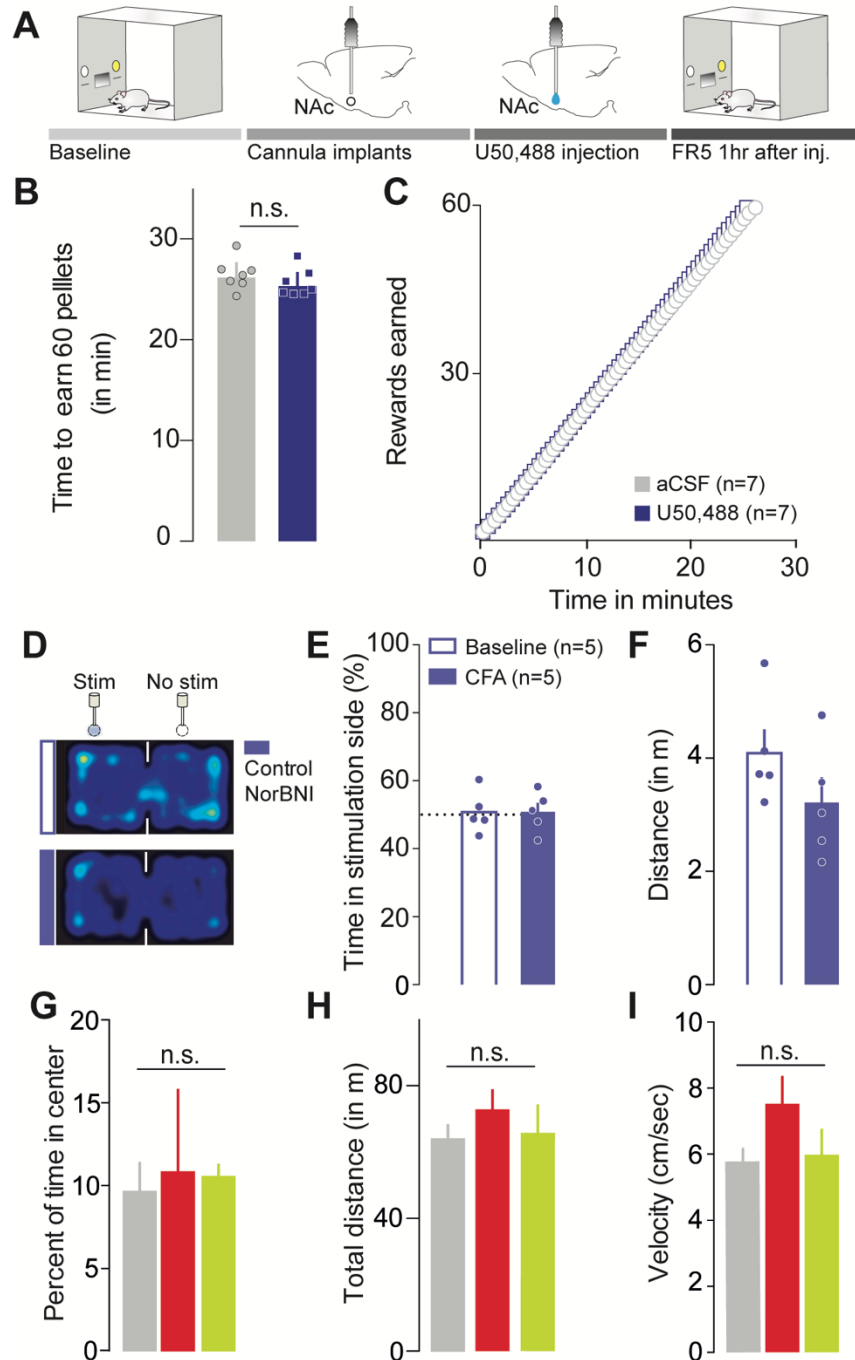 A
NAc
NAc
Baseline
Cannula implants
U50,488 injection
FR5 1hr after inj.
B
n.s.
Time to earn 60 pelllets
(in min)
30
20
10
0
C
60
30
Rewards earned
aCSF (n=7)
U50,488 (n=7)
0
10
20
30
Time in minutes
D
Stim
No stim
Control
NorBNI
E
Time in stimulation side (%)
100
80
60
40
20
0
Baseline (n=5)
CFA (n=5)
F
Distance (in m)
6
4
2
0
G
Percent of time in center
20
15
10
5
0
n.s.
H
Total distance (in m)
80
40
0
n.s.
I
Velocity (cm/sec)
10
8
6
4
2
0
n.s.